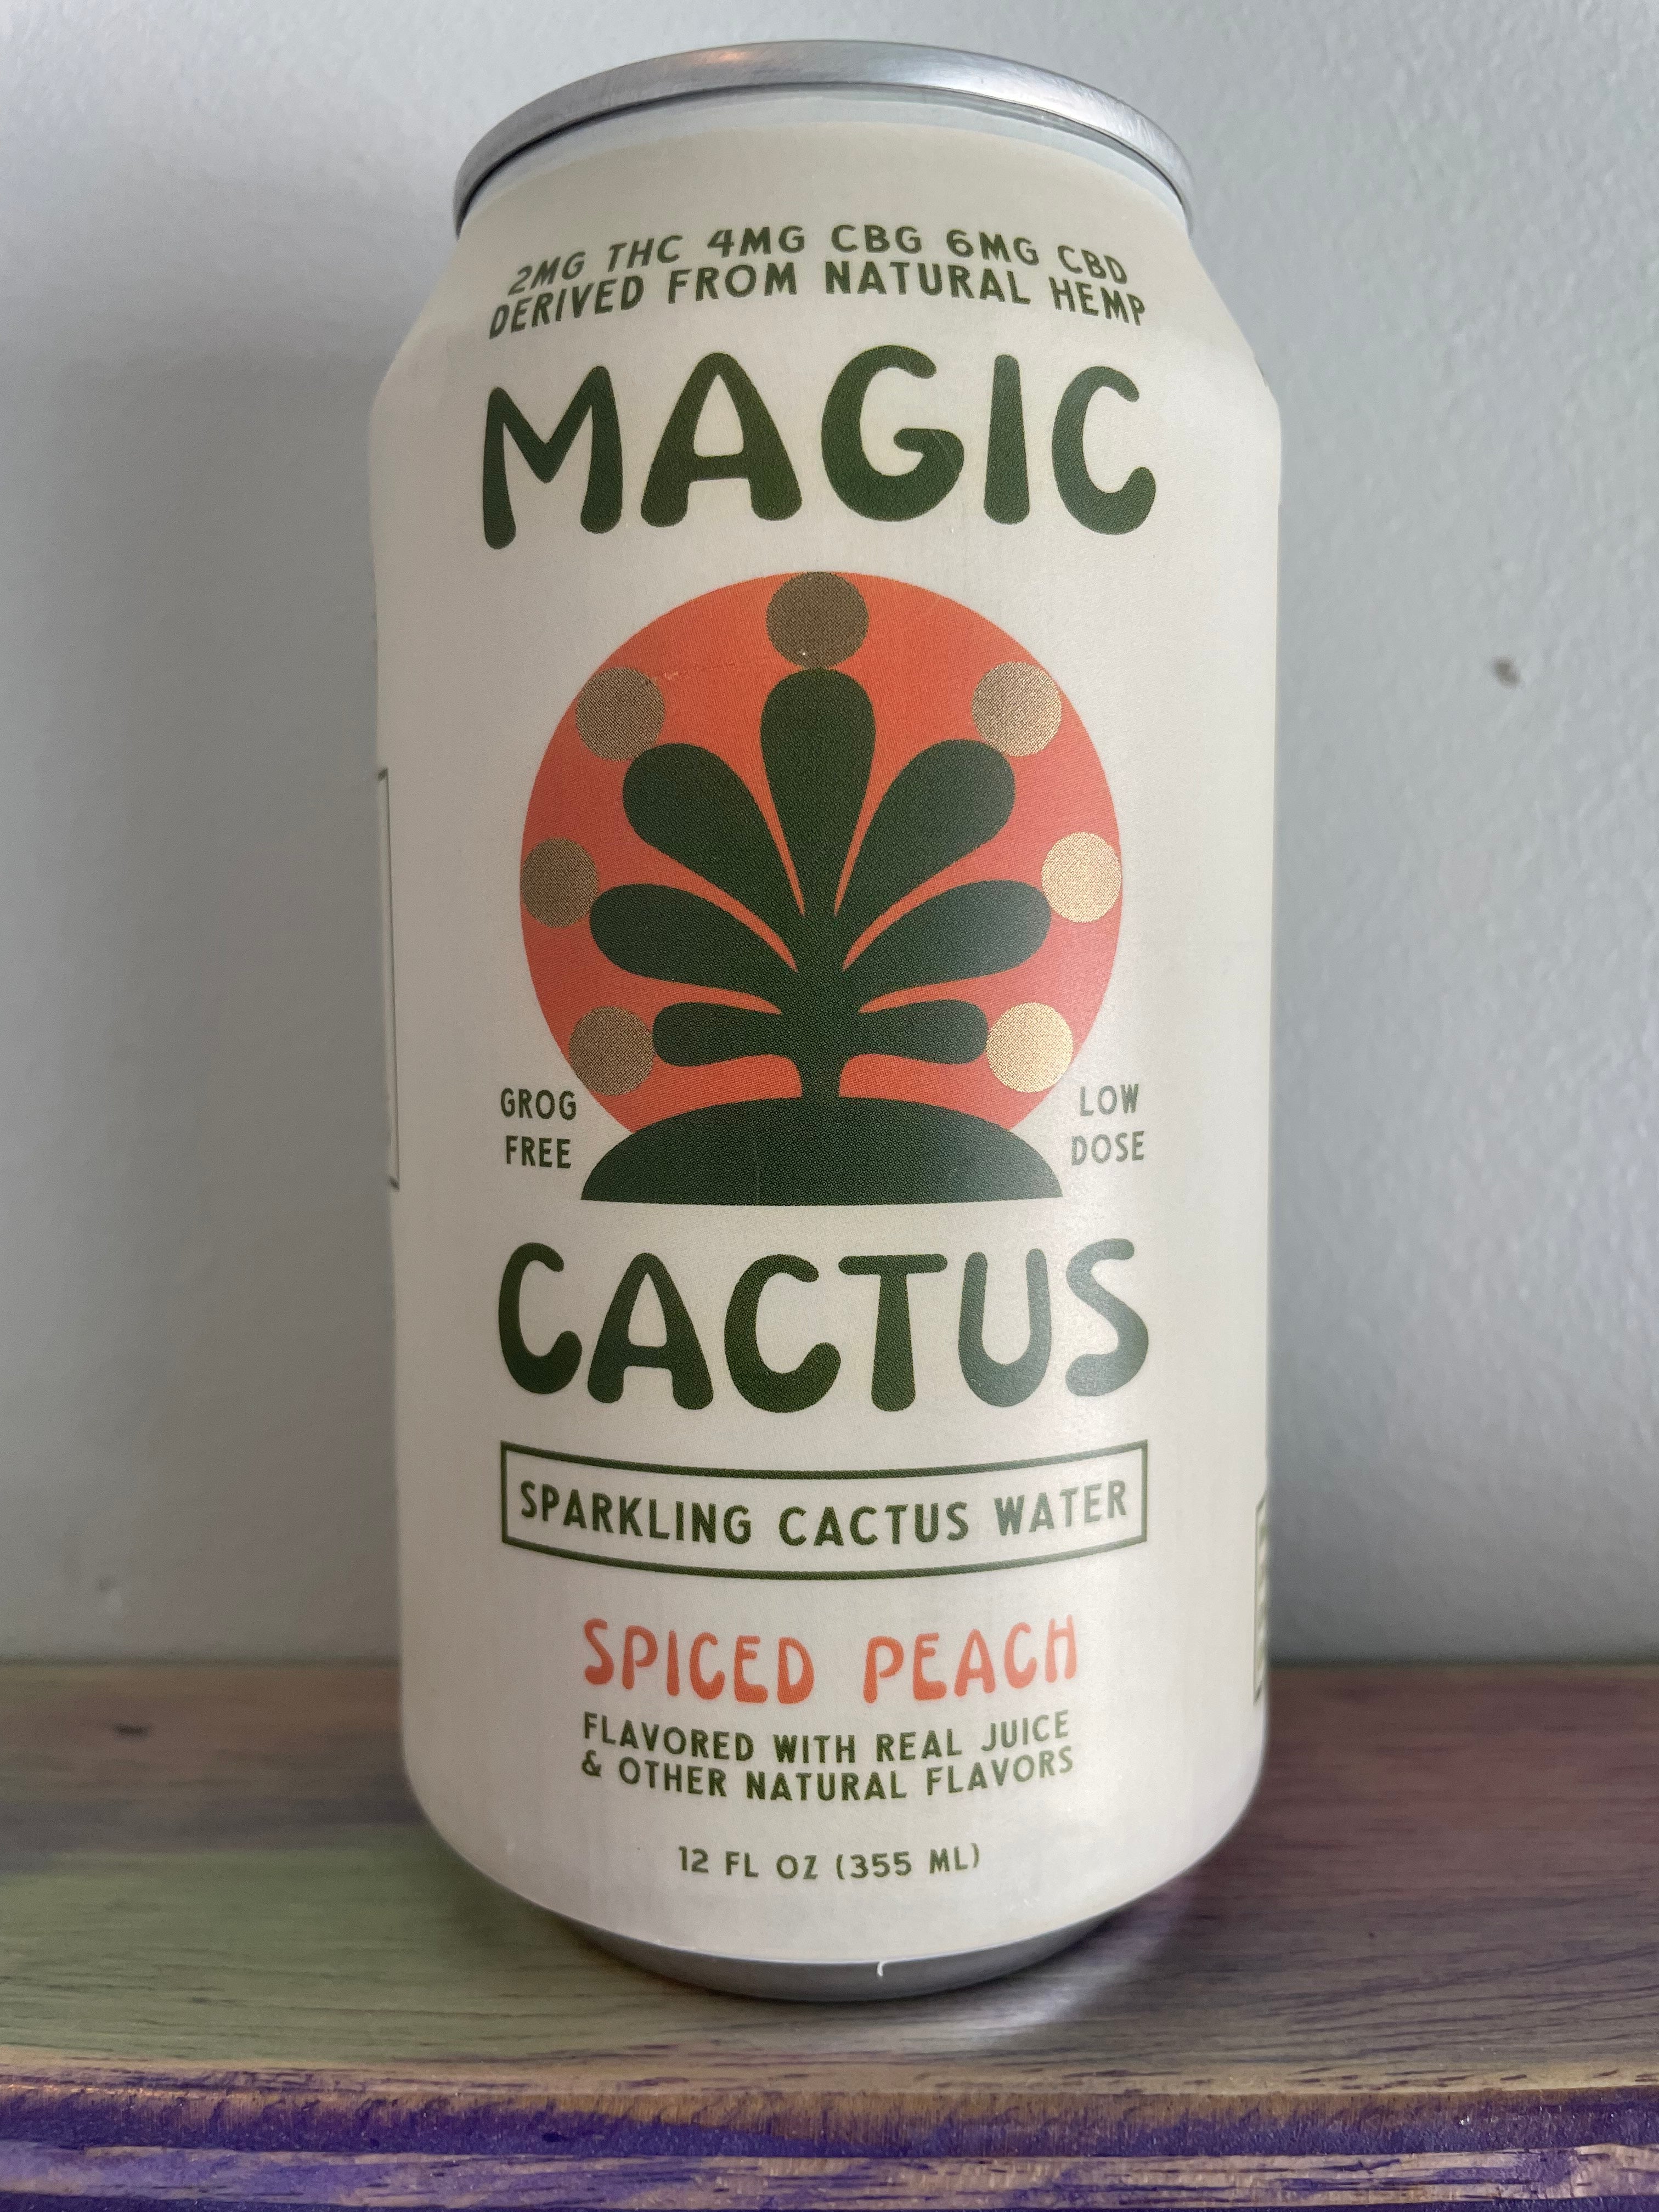 2MG THC 4MG CBG 6MG CBD
DERIVED FROM NATURAL HEMP
MAGIC
GROG
FREE
LOW
DOSE
CACTUS
SPARKLING CACTUS WATER
SPICED PEACH
FLAVORED WITH REAL JUICE
& OTHER NATURAL FLAVORS
12 FL OZ (355 ML)